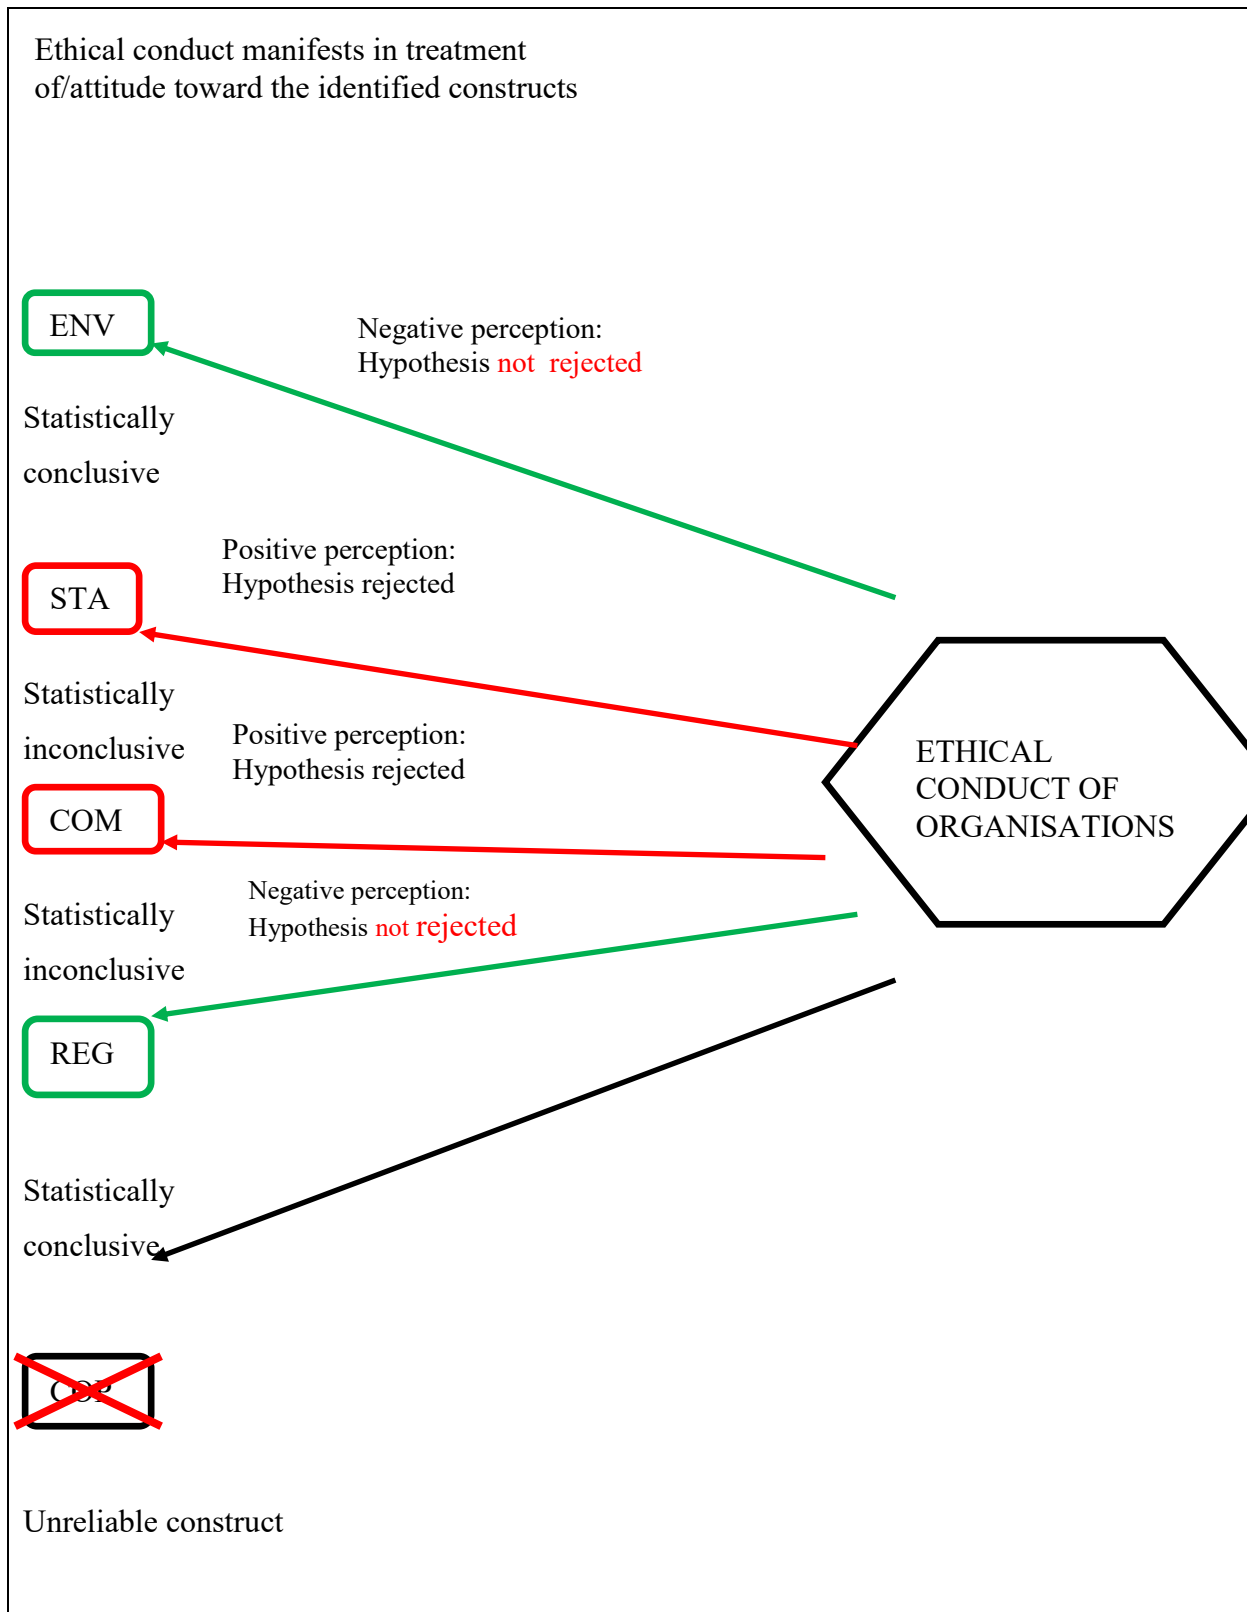 Ethical conduct manifests in treatment
of/attitude toward the identified constructs
ENV
Negative perception:
Hypothesis not rejected
Statistically
conclusive
Positive perception:
Hypothesis rejected
STA
Statistically
inconclusive
Positive perception:
Hypothesis rejected
ETHICAL
CONDUCT OF
ORGANISATIONS
COM
Negative perception:
Hypothesis not rejected
Statistically
inconclusive
REG
Statistically
conclusive
COP
Unreliable construct